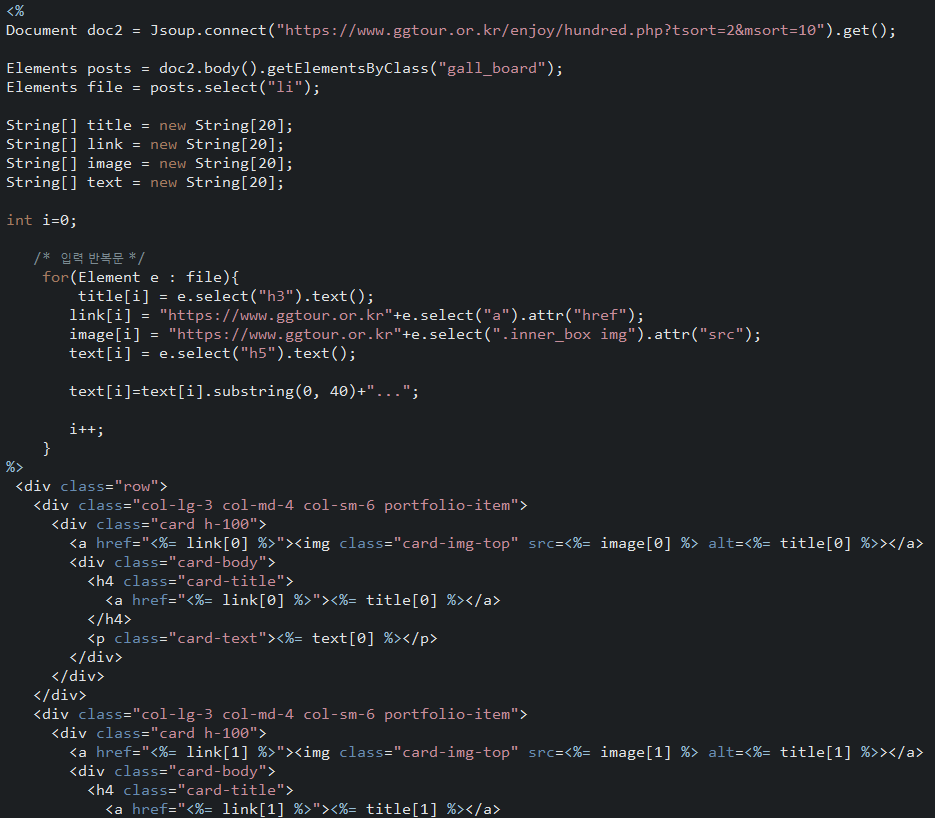 <%
Document doc2 = Jsoup.connect("https://www.ggtour.or.kr/enjoy/hundred.php?tsort=2&msort=10").get();
Elements posts = doc2.body().getElementsByClass("gall_board");
Elements file = posts.select("li");
String[] title = new String[20];
String[] link = new String[20];
String[] image = new String[20];
String[] text = new String[20];
int i=0;
/* 입력 반복문 */
for(Element e : file){
title[i] = e.select("h3").text();
link[i] = "https://www.ggtour.or.kr"+e.select("a").attr("href");
image[i] = "https://www.ggtour.or.kr"+e.select(".inner_box img").attr("src");
text[i] = e.select("h5").text();
text[i]=text[i].substring(0, 40)+"...";
i++;
}
%>
<div class="row">
<div class="col-lg-3 col-md-4 col-sm-6 portfolio-item">
<div class="card h-100">
<a href="<%= link[0] %>"><img class="card-img-top" src=<%= image[0] %> alt=<%= title[0] %>></a>
<div class="card-body">
<h4 class="card-title">
<a href="<%= link[0] %>"><%= title[0] %></a>
</h4>
<p class="card-text"><%= text[0] %></p>
</div>
</div>
</div>
<div class="col-lg-3 col-md-4 col-sm-6 portfolio-item">
<div class="card h-100">
<a href="<%= link[1] %>"><img class="card-img-top" src=<%= image[1] %> alt=<%= title[1] %>></a>
<div class="card-body">
<h4 class="card-title">
<a href="<%= link[1] %>"><%= title[1] %></a>